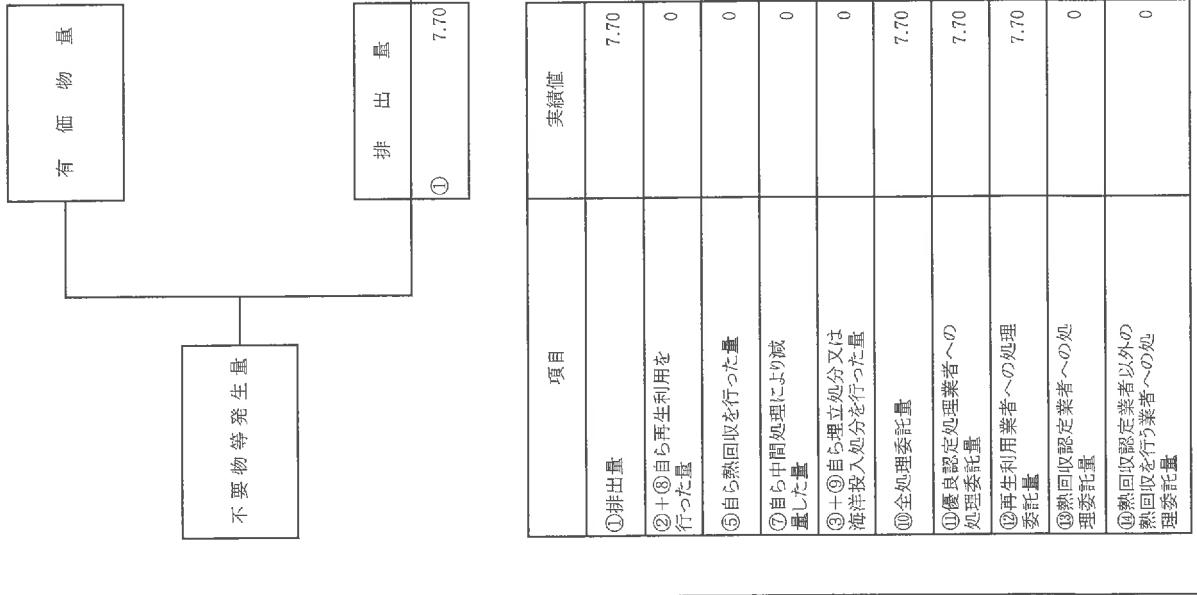 有価物量
不要物等発生量
排出量
① 7.70
項目 実績値
①排出量 7.70
②+⑧自ら再生利用を
行った量 0
⑤自ら熱回収を行った量 0
⑦自ら中間処理により減
量した量 0
③+⑨自ら埋立処分又は
海洋投入処分を行った量 0
⑩全処理委託量 7.70
⑪優良認定処理業者への
処理委託量 7.70
⑫再生利用業者への処理
委託量 7.70
⑬熱回収認定業者への処
理委託量 0
⑭熱回収認定業者以外の
熱回収を行う業者への処
理委託量 0